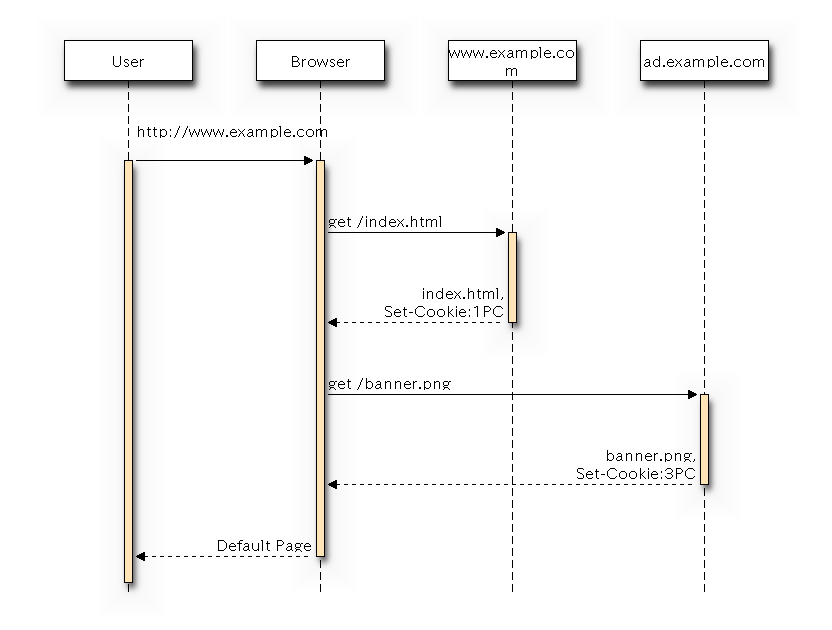 User
Browser
www.example.co
m
ad.example.com
http://www.example.com
get /index.html
index.html,
Set-Cookie:1PC
get /banner.png
banner.png,
Set-Cookie:3PC
Default Page